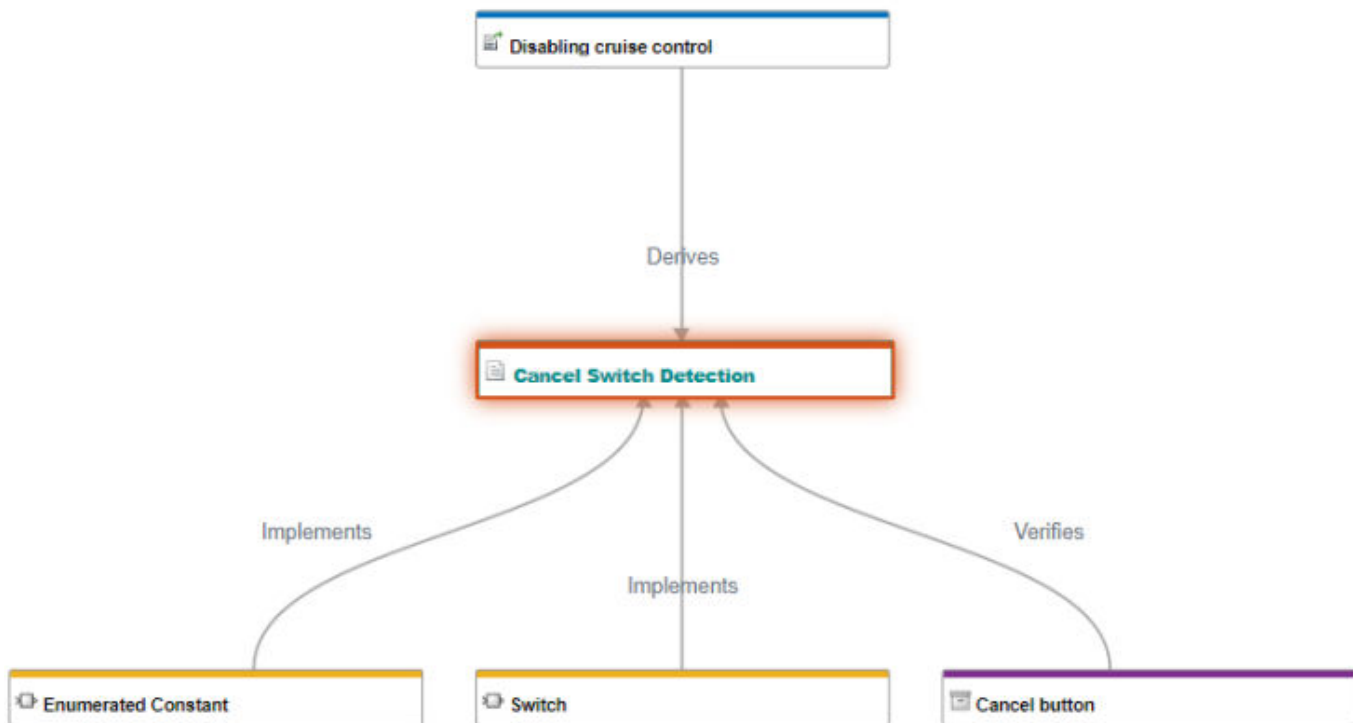 Disabling cruise control
Derives
Cancel Switch Detection
Implements
Verifies
Implements
Enumerated Constant
Switch
Cancel button